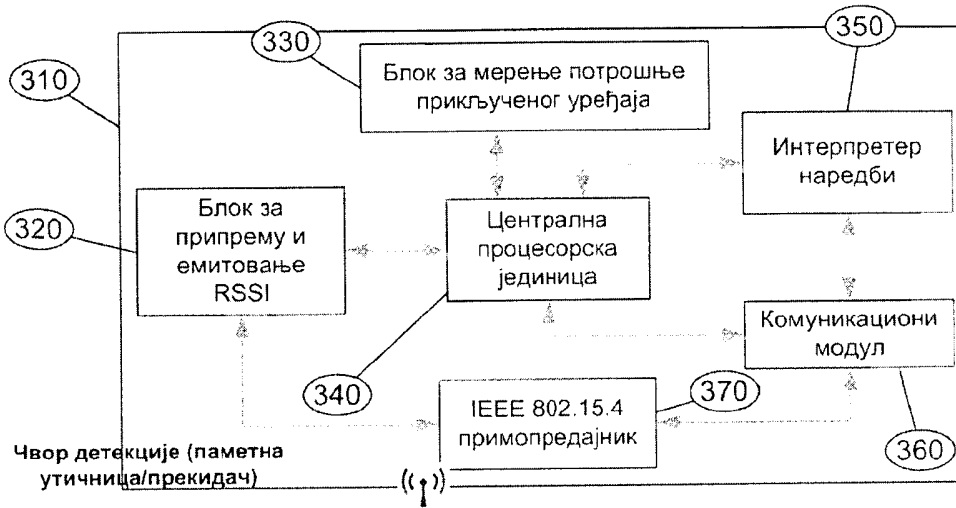 330
350
310
Блок за мерење потрошње
прикљученог уређаја
Интерпретер
наредби
320
Блок за
припрему и
емитовање
RSSI
Централна
процесорска
јединица
Комуникациони
модул
340
370
IEEE 802.15.4
примопредајник
360
Чвор детекције (паметна
утичница/прекидач)